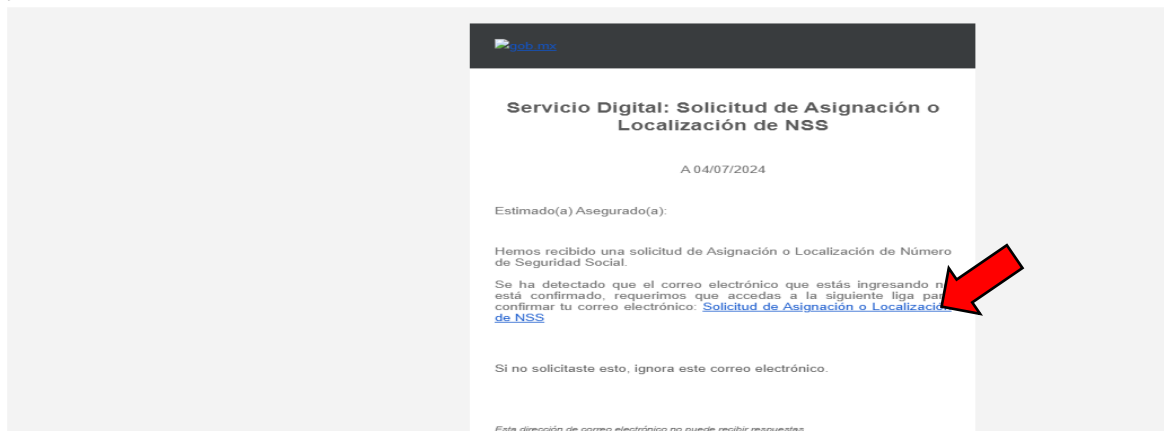 gob.mx
Servicio Digital: Solicitud de Asignación o
Localización de NSS
A 04/07/2024
Estimado(a) Asegurado(a):
Hemos recibido una solicitud de Asignación o Localización de Número
de Seguridad Social.
Se ha detectado que el correo electrónico que estás ingresando
está confirmado, requerimos que accedas a la siguiente liga
confirmar tu correo electrónico: Solicitud de Asignación o Localización
de NSS
Si no solicitaste esto, ignora este correo electrónico.
Esta dirección de correo electrónico no puede recibir respuestas